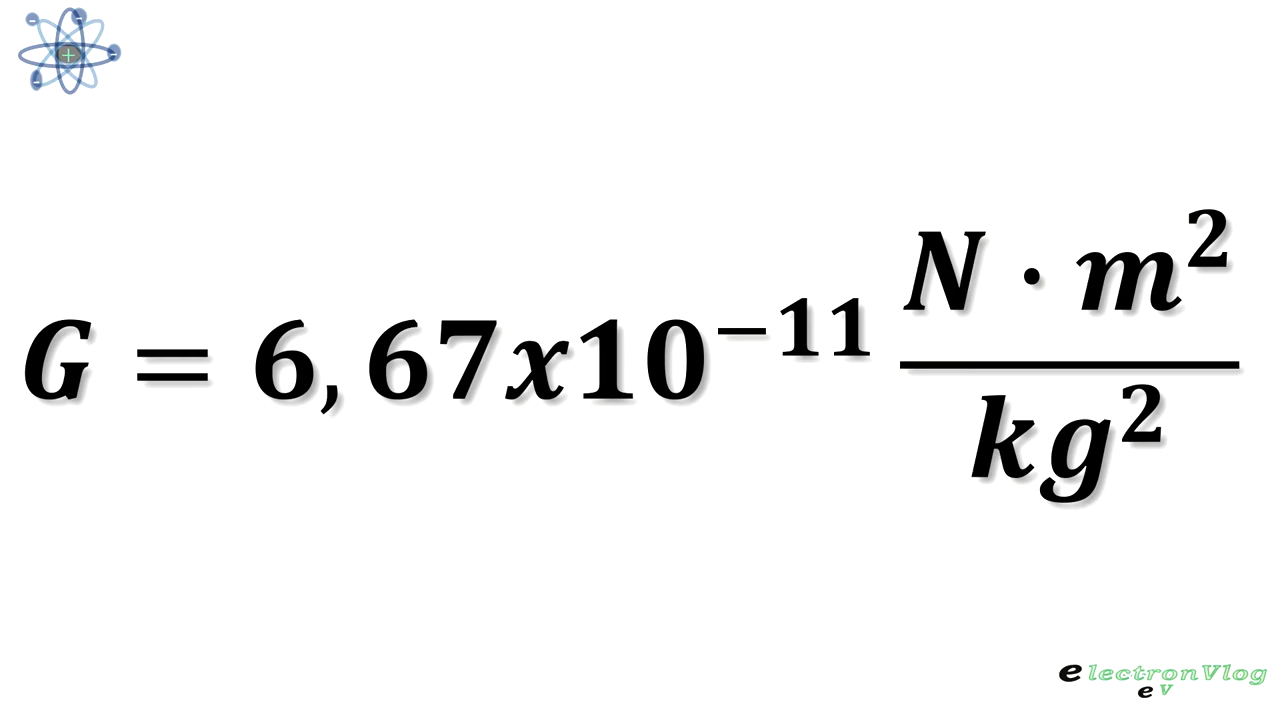 G = 6,67x10⁻¹¹ N · m² / kg²
electronVlog
eV